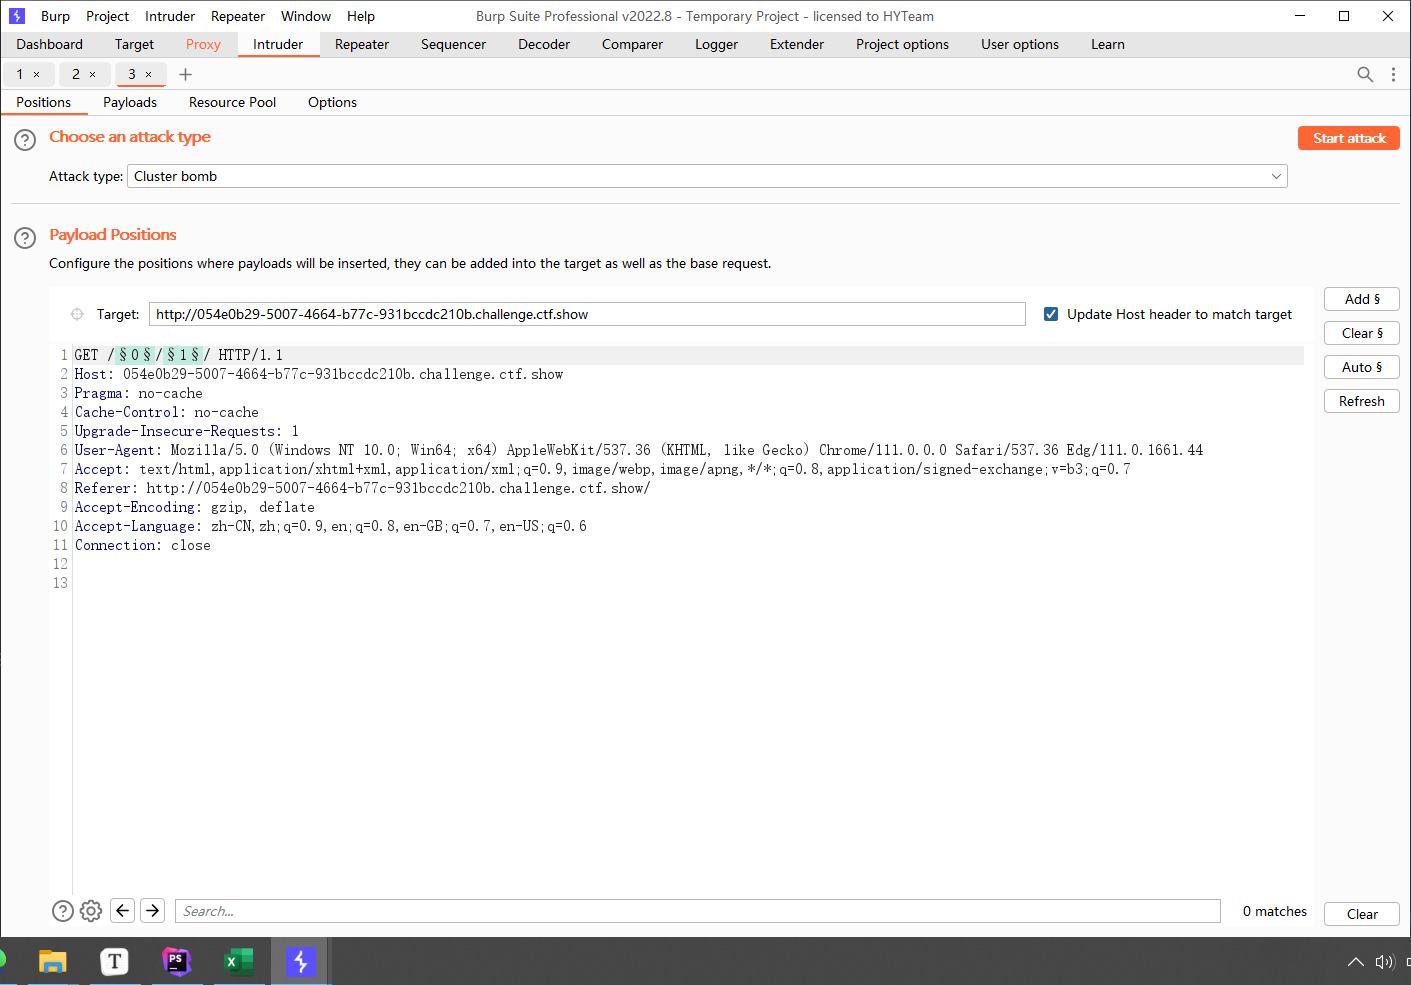 Burp Project Intruder Repeater Window Help Burp Suite Professional v2022.8 - Temporary Project - licensed to HYTeam
Dashboard Target Proxy Intruder Repeater Sequencer Decoder Comparer Logger Extender Project options User options Learn
1 × 2 × 3 ×
Positions Payloads Resource Pool Options
Choose an attack type
Start attack
Attack type: Cluster bomb
Payload Positions
Configure the positions where payloads will be inserted, they can be added into the target as well as the base request.
Target: http://054e0b29-5007-4664-b77c-931bccdc210b.challenge.ctf.show
Update Host header to match target
Add §
Clear §
Auto §
Refresh
1 GET /§0§/§1§/ HTTP/1.1
2 Host: 054e0b29-5007-4664-b77c-931bccdc210b.challenge.ctf.show
3 Pragma: no-cache
4 Cache-Control: no-cache
5 Upgrade-Insecure-Requests: 1
6 User-Agent: Mozilla/5.0 (Windows NT 10.0; Win64; x64) AppleWebKit/537.36 (KHTML, like Gecko) Chrome/111.0.0.0 Safari/537.36 Edg/111.0.1661.44
7 Accept: text/html,application/xhtml+xml,application/xml;q=0.9,image/webp,image/apng,*/*;q=0.8,application/signed-exchange;v=b3;q=0.7
8 Referer: http://054e0b29-5007-4664-b77c-931bccdc210b.challenge.ctf.show/
9 Accept-Encoding: gzip, deflate
10 Accept-Language: zh-CN,zh;q=0.9,en;q=0.8,en-GB;q=0.7,en-US;q=0.6
11 Connection: close
12
13
Search...
0 matches
Clear
T
PS
X